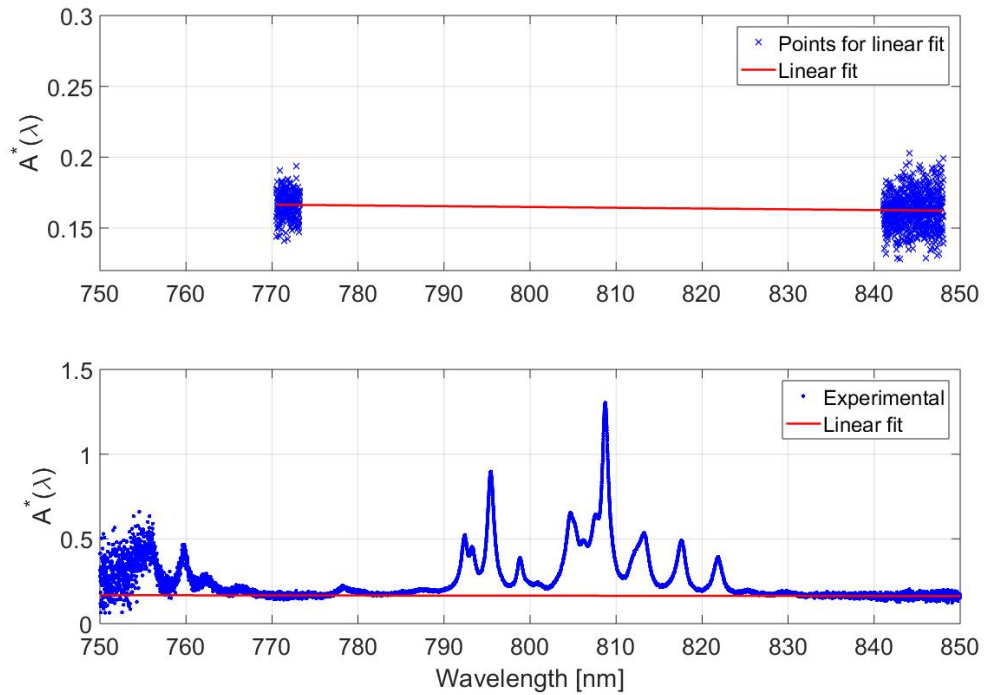 0.3
0.25
0.2
0.15
A*(λ)
Points for linear fit
Linear fit
750 760 770 780 790 800 810 820 830 840 850
1.5
1
0.5
0
A*(λ)
Experimental
Linear fit
750 760 770 780 790 800 810 820 830 840 850
Wavelength [nm]